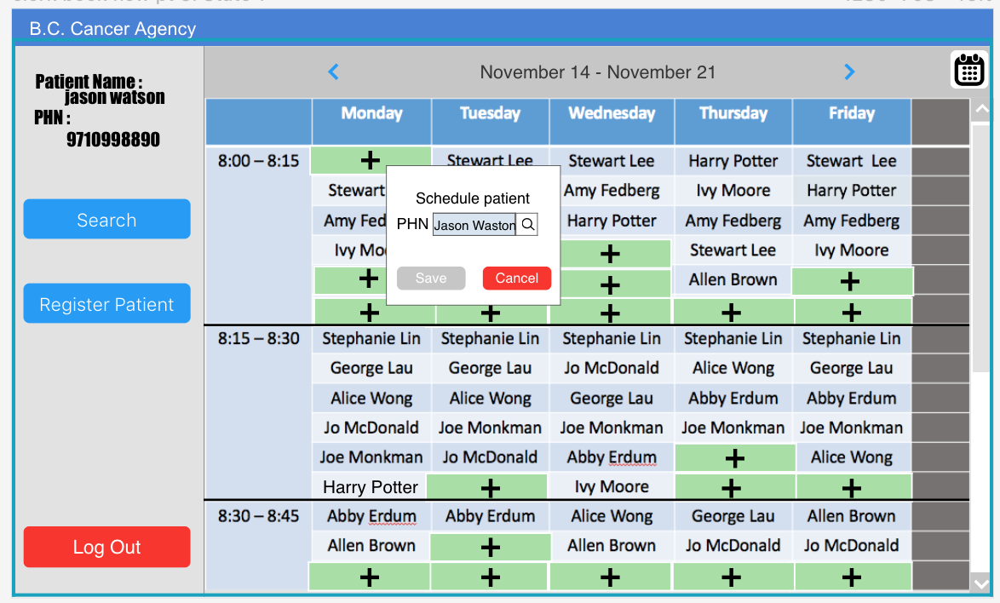 B.C. Cancer Agency
Patient Name :
jason watson
PHN :
9710998890
Search
Register Patient
Log Out
November 14 - November 21
Monday Tuesday Wednesday Thursday Friday
8:00 – 8:15 + Stewart Lee Stewart Lee Harry Potter Stewart Lee
Stewart Amy Fedberg Ivy Moore Harry Potter
Amy Fed Harry Potter Amy Fedberg Amy Fedberg
Ivy Mo + Stewart Lee Ivy Moore
+ + Allen Brown +
+ + + + +
Schedule patient
PHN Jason Waston
Save Cancel
8:15 – 8:30 Stephanie Lin Stephanie Lin Stephanie Lin Stephanie Lin Stephanie Lin
George Lau George Lau Jo McDonald Alice Wong George Lau
Alice Wong Alice Wong George Lau Abby Erdum Abby Erdum
Jo McDonald Joe Monkman Joe Monkman Joe Monkman Joe Monkman
Joe Monkman Jo McDonald Abby Erdum + Alice Wong
Harry Potter + Ivy Moore + +
8:30 – 8:45 Abby Erdum Abby Erdum Alice Wong George Lau Allen Brown
Allen Brown + Allen Brown Jo McDonald Jo McDonald
+ + + + +